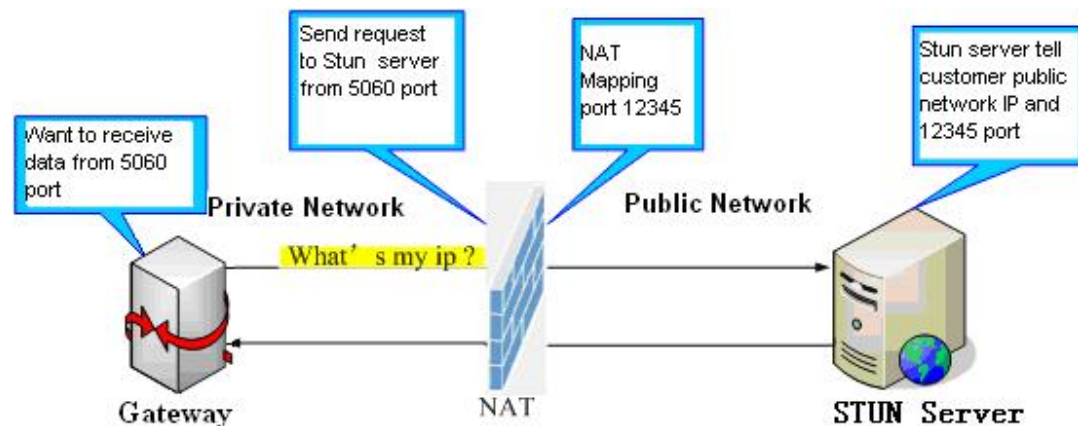 Send request
to Stun server
from 5060 port
NAT
Mapping
port 12345
Stun server tell
customer public
network IP and
12345 port
Want to receive
data from 5060
port
Private Network
Public Network
What’s my ip ?
Gateway
NAT
STUN Server